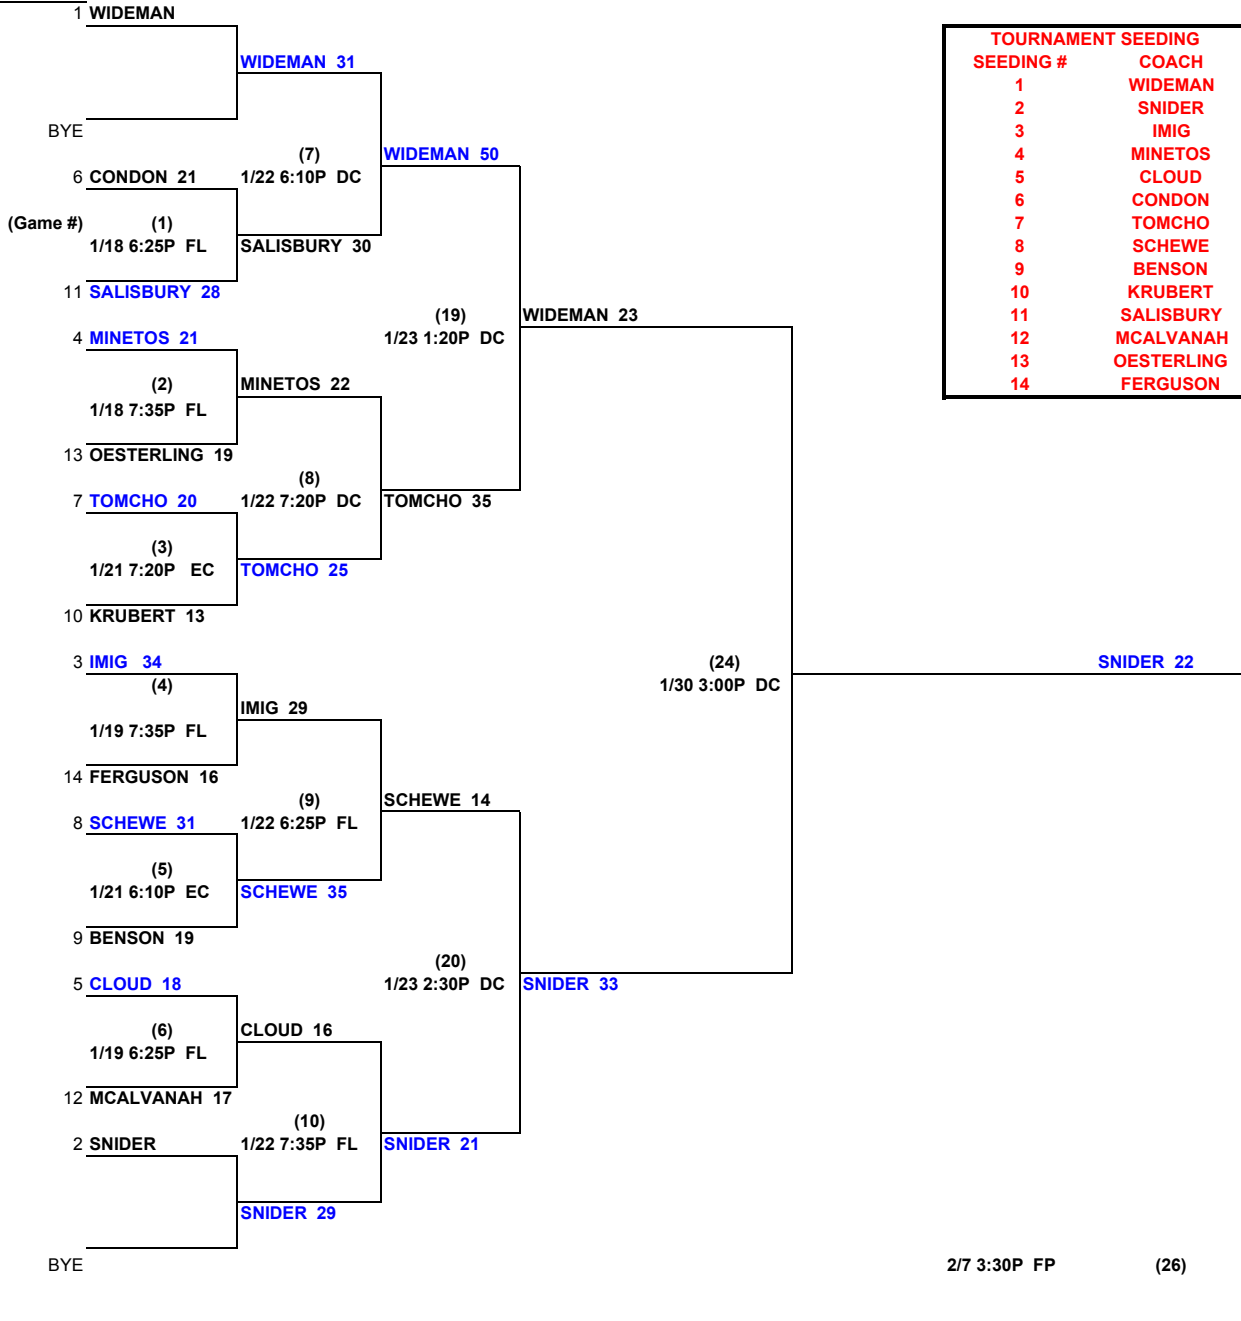 1 WIDEMAN
WIDEMAN 31
BYE
(7)
WIDEMAN 50
6 CONDON 21
1/22 6:10P DC
(Game #) (1)
1/18 6:25P FL
SALISBURY 30
11 SALISBURY 28
(19)
WIDEMAN 23
4 MINETOS 21
1/23 1:20P DC
(2)
MINETOS 22
1/18 7:35P FL
13 OESTERLING 19
(8)
7 TOMCHO 20
1/22 7:20P DC
TOMCHO 35
(3)
1/21 7:20P EC
TOMCHO 25
10 KRUBERT 13
3 IMIG 34
(24)
SNIDER 22
(4)
1/30 3:00P DC
IMIG 29
1/19 7:35P FL
14 FERGUSON 16
(9)
SCHEWE 14
8 SCHEWE 31
1/22 6:25P FL
(5)
1/21 6:10P EC
SCHEWE 35
9 BENSON 19
(20)
5 CLOUD 18
1/23 2:30P DC
SNIDER 33
(6)
CLOUD 16
1/19 6:25P FL
12 MCALVANAH 17
(10)
2 SNIDER
1/22 7:35P FL
SNIDER 21
SNIDER 29
BYE
2/7 3:30P FP (26)
TOURNAMENT SEEDING
SEEDING # COACH
1 WIDEMAN
2 SNIDER
3 IMIG
4 MINETOS
5 CLOUD
6 CONDON
7 TOMCHO
8 SCHEWE
9 BENSON
10 KRUBERT
11 SALISBURY
12 MCALVANAH
13 OESTERLING
14 FERGUSON